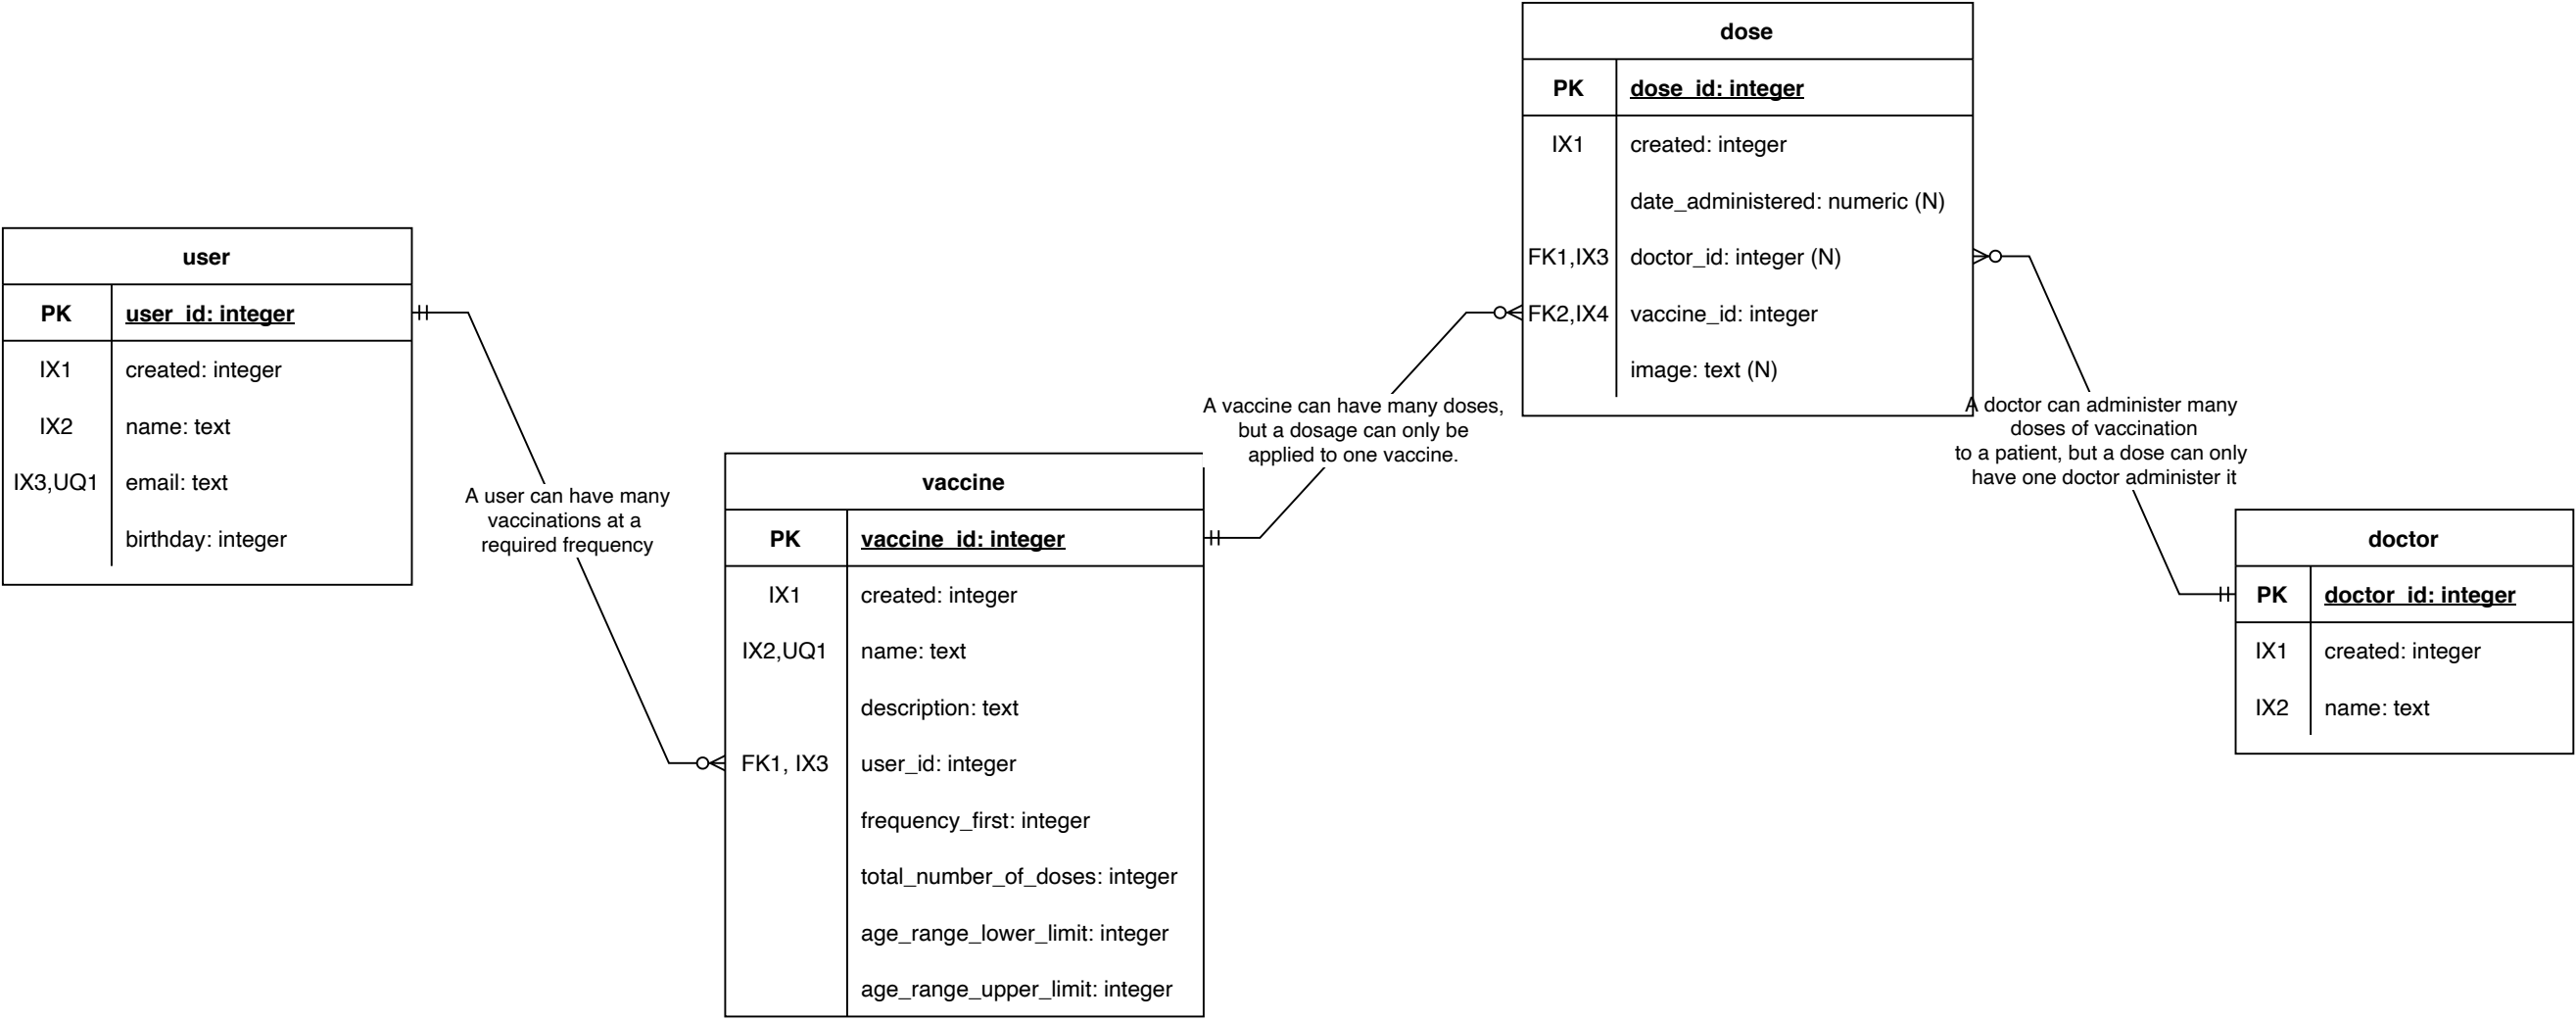 user
PK user_id: integer
IX1 created: integer
IX2 name: text
IX3,UQ1 email: text
birthday: integer
A user can have many
vaccinations at a
required frequency
vaccine
PK vaccine_id: integer
IX1 created: integer
IX2,UQ1 name: text
description: text
FK1, IX3 user_id: integer
frequency_first: integer
total_number_of_doses: integer
age_range_lower_limit: integer
age_range_upper_limit: integer
A vaccine can have many doses,
but a dosage can only be
applied to one vaccine.
dose
PK dose_id: integer
IX1 created: integer
date_administered: numeric (N)
FK1,IX3 doctor_id: integer (N)
FK2,IX4 vaccine_id: integer
image: text (N)
A doctor can administer many
doses of vaccination
to a patient, but a dose can only
have one doctor administer it
doctor
PK doctor_id: integer
IX1 created: integer
IX2 name: text